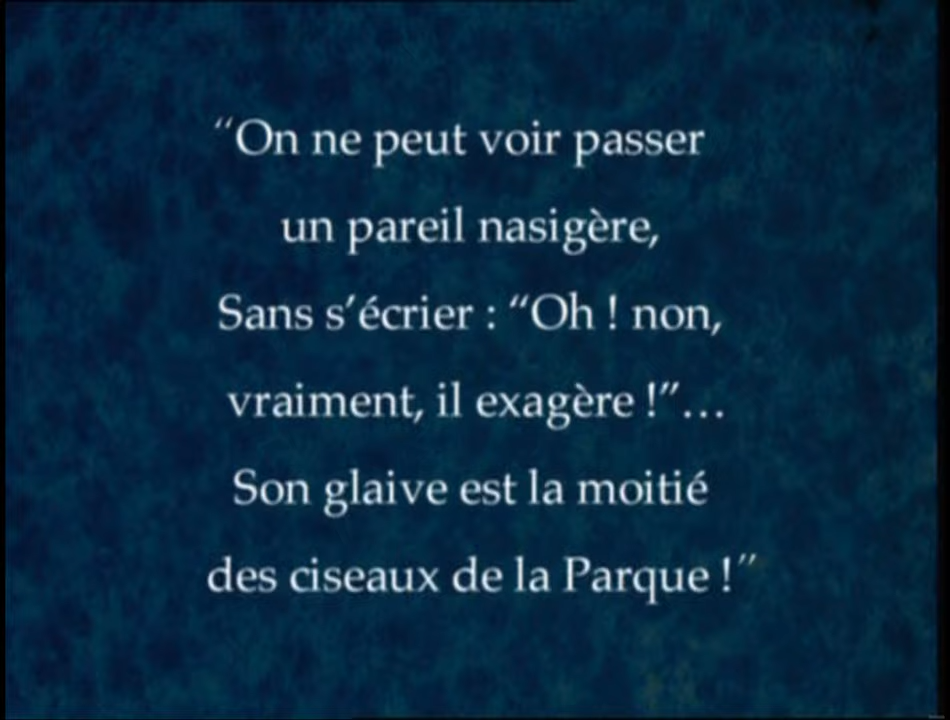 “On ne peut voir passer
un pareil nasigère,
Sans s’écrier : “Oh ! non,
vraiment, il exagère !”…
Son glaive est la moitié
des ciseaux de la Parque !”